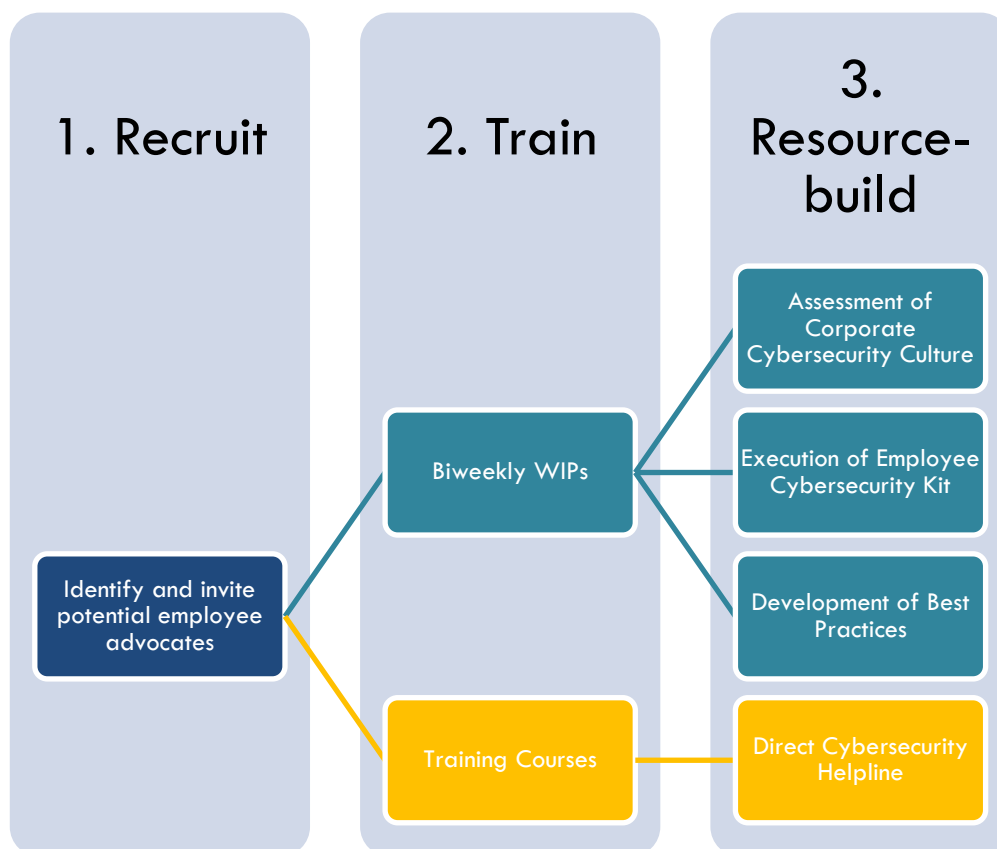 1. Recruit
2. Train
3.
Resource-
build
Identify and invite
potential employee
advocates
Biweekly WIPs
Training Courses
Assessment of
Corporate
Cybersecurity Culture
Execution of Employee
Cybersecurity Kit
Development of Best
Practices
Direct Cybersecurity
Helpline